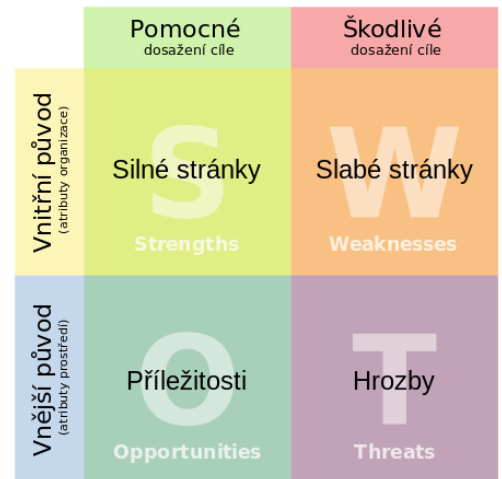 Pomocné
dosažení cíle
Škodlivé
dosažení cíle
Vnitřní původ
(atributy organizace)
S
Silné stránky
Strengths
W
Slabé stránky
Weaknesses
Vnější původ
(atributy prostředí)
O
Příležitosti
Opportunities
T
Hrozby
Threats